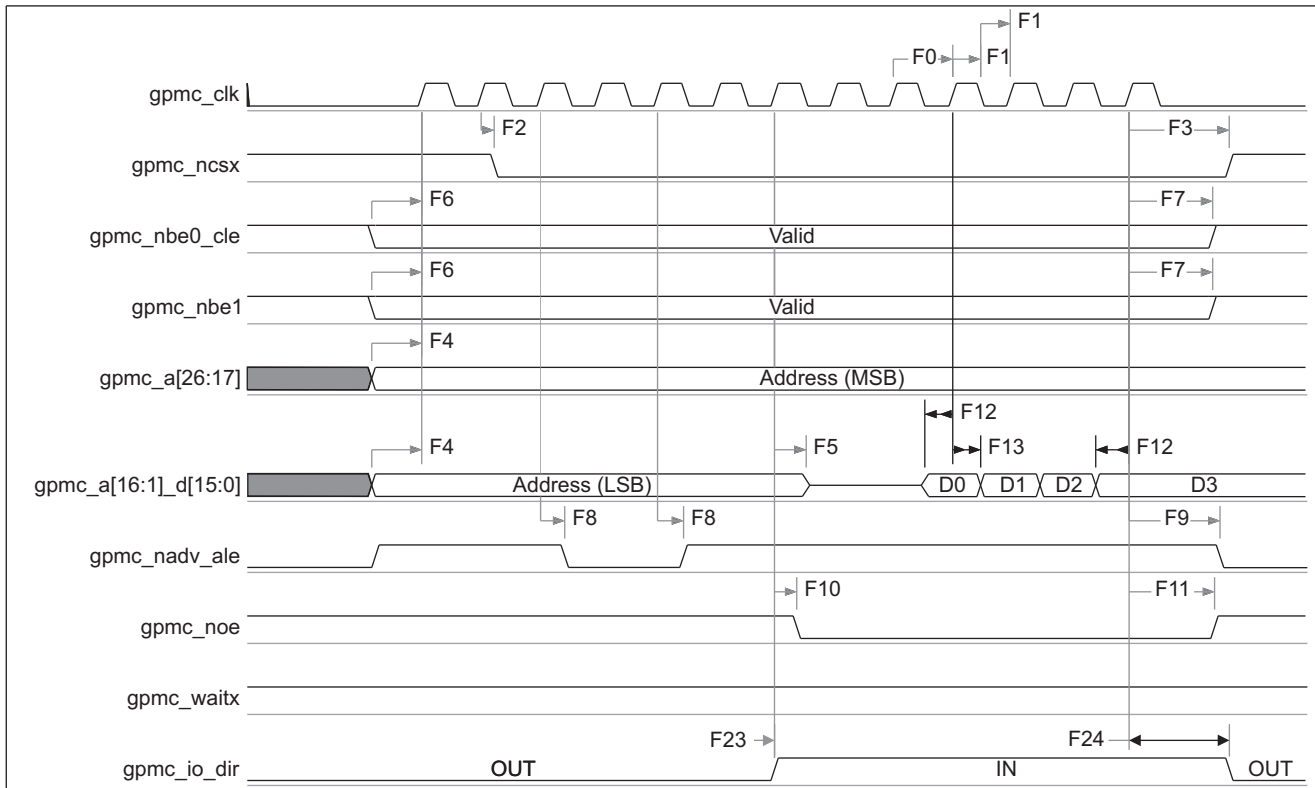 F1
F0 F1
gpmc_clk
F2 F3
gpmc_ncsx
F6 F7
gpmc_nbe0_cle Valid
F6 F7
gpmc_nbe1 Valid
F4
gpmc_a[26:17] Address (MSB)
F12
F4 F5 F13 F12
gpmc_a[16:1]_d[15:0] Address (LSB) D0 D1 D2 D3
F8 F8 F9
gpmc_nadv_ale
F10 F11
gpmc_noe
gpmc_waitx
F23 F24
gpmc_io_dir OUT IN OUT